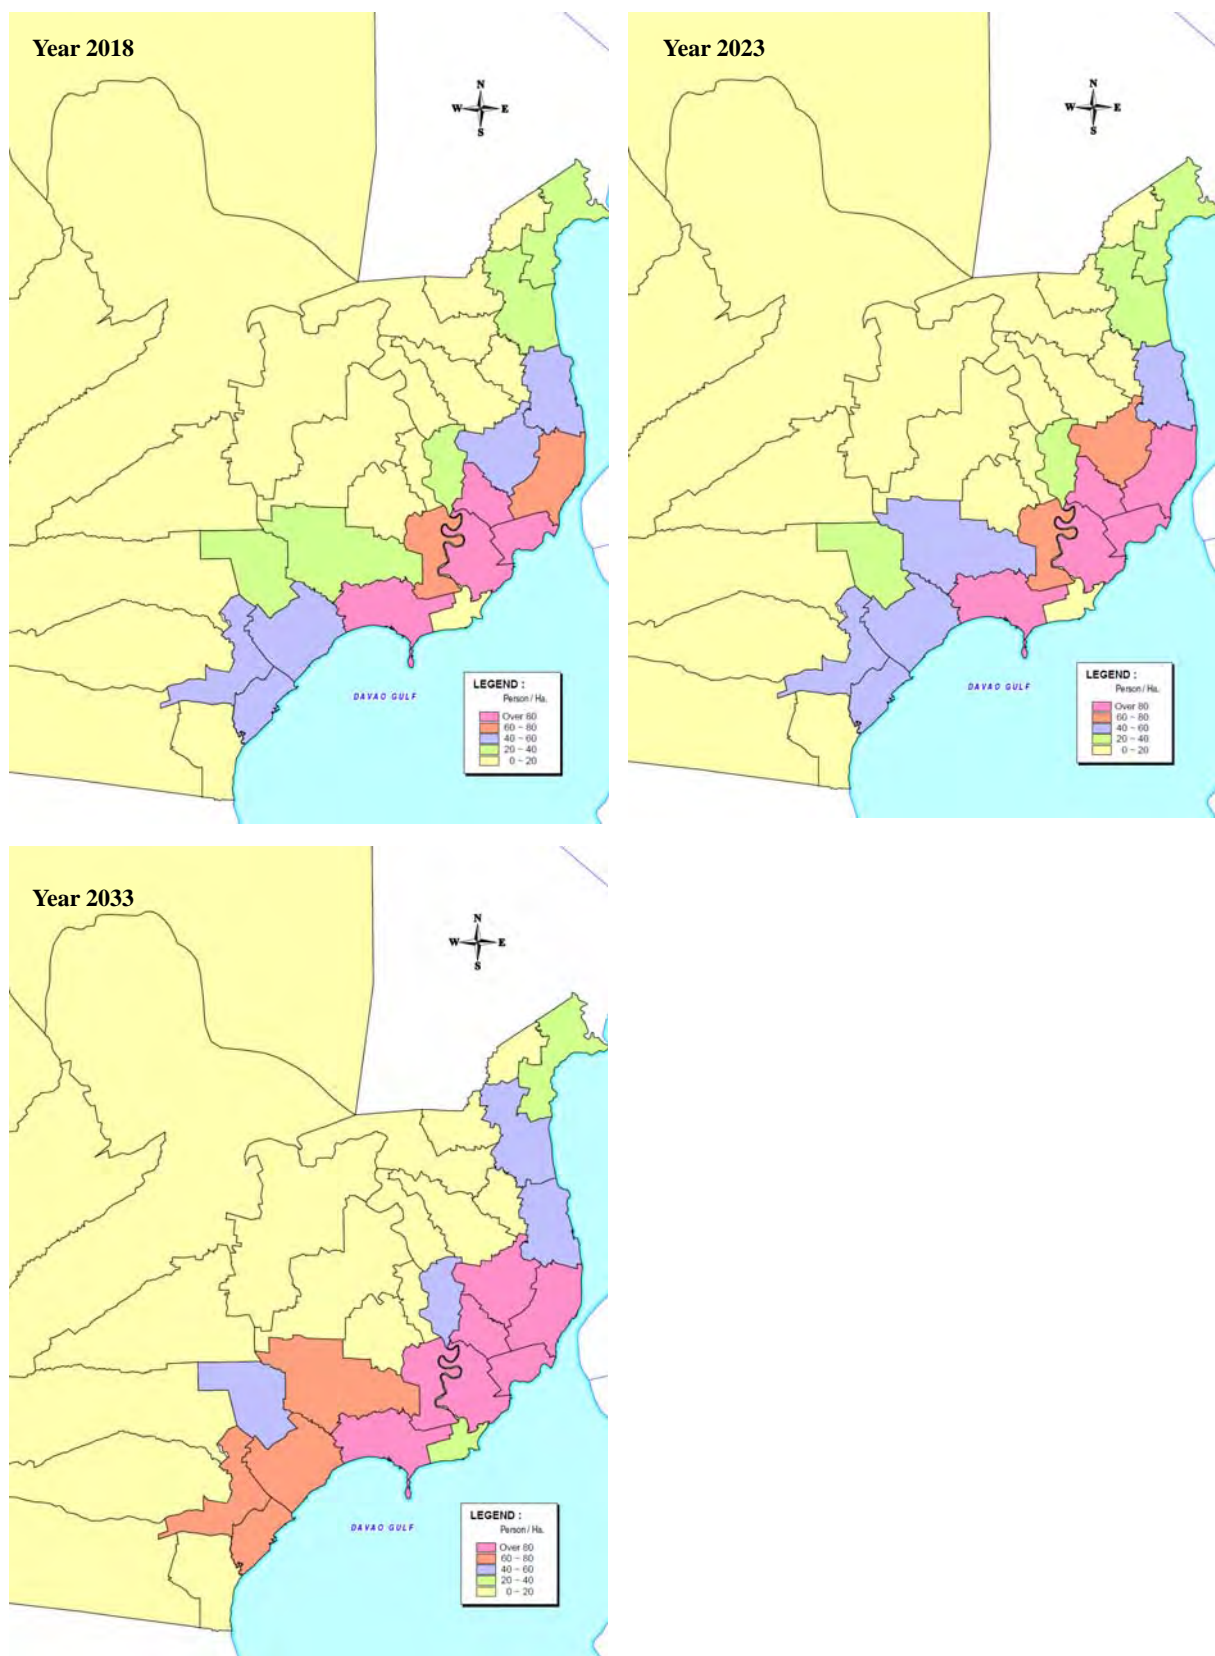 Year 2018
N
W E
S
DAVAO GULF
LEGEND :
Person / Ha.
Over 80
60 ~ 80
40 ~ 60
20 ~ 40
0 ~ 20
Year 2023
N
W E
S
DAVAO GULF
LEGEND :
Person / Ha.
Over 80
60 ~ 80
40 ~ 60
20 ~ 40
0 ~ 20
Year 2033
N
W E
S
DAVAO GULF
LEGEND :
Person / Ha.
Over 80
60 ~ 80
40 ~ 60
20 ~ 40
0 ~ 20